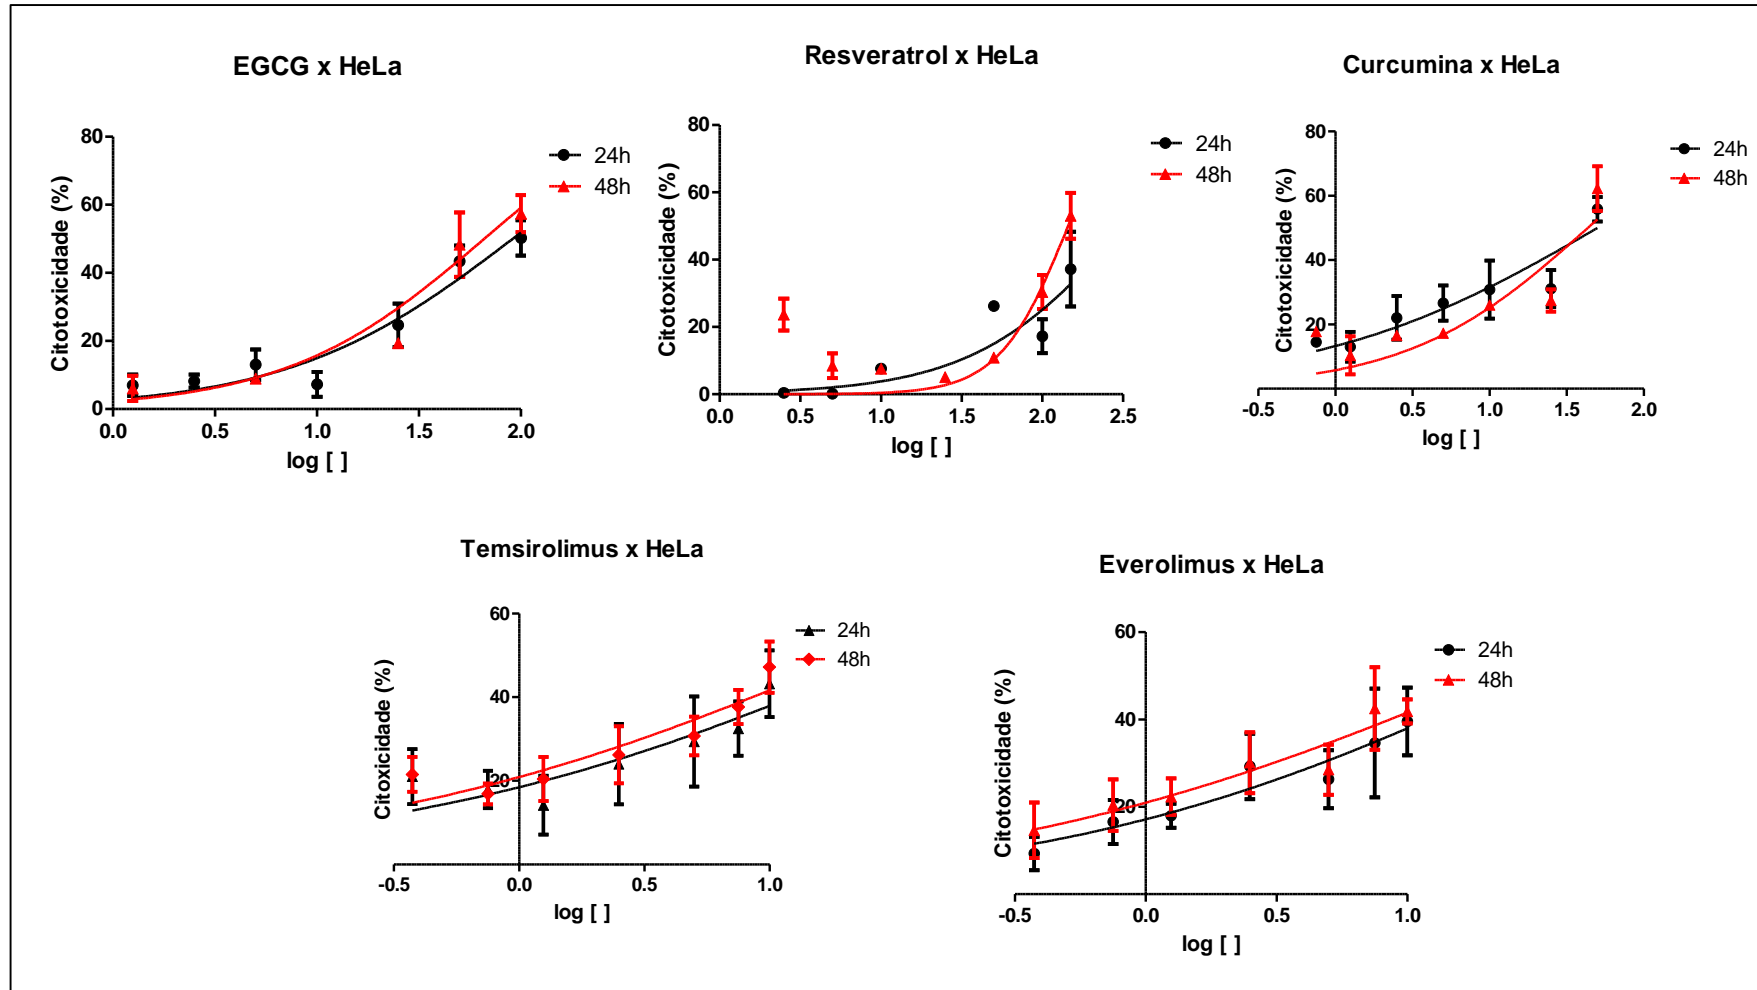 EGCG x HeLa
80
60
40
20
0
0.0 0.5 1.0 1.5 2.0
Citotoxicidade (%)
log [ ]
24h
48h
Resveratrol x HeLa
80
60
40
20
0
0.0 0.5 1.0 1.5 2.0 2.5
Citotoxicidade (%)
log [ ]
24h
48h
Curcumina x HeLa
80
60
40
20
-0.5 0.0 0.5 1.0 1.5 2.0
Citotoxicidade (%)
log [ ]
24h
48h
Temsirolimus x HeLa
60
40
20
-0.5 0.0 0.5 1.0
Citoxicidade (%)
log [ ]
24h
48h
Everolimus x HeLa
60
40
20
-0.5 0.0 0.5 1.0
Citotoxicidade (%)
log [ ]
24h
48h